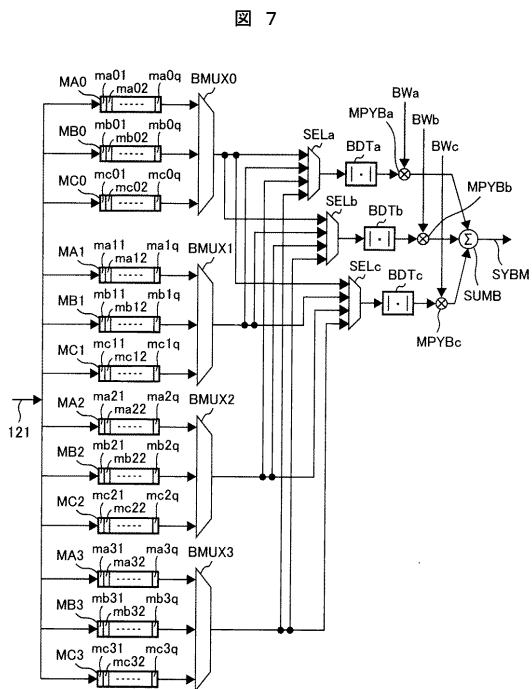 図 7
MA0 ma01 ma02 ma0q BMUX0
MB0 mb01 mb02 mb0q
MC0 mc01 mc02 mc0q
MA1 ma11 ma12 ma1q BMUX1
MB1 mb11 mb12 mb1q
MC1 mc11 mc12 mc1q
121
MA2 ma21 ma22 ma2q BMUX2
MB2 mb21 mb22 mb2q
MC2 mc21 mc22 mc2q
MA3 ma31 ma32 ma3q BMUX3
MB3 mb31 mb32 mb3q
MC3 mc31 mc32 mc3q
SELa BDTa MPYBa BWa
SELb BDTb BWb MPYBb
SELc BDTc BWc MPYBc
Σ
SUMB
SYBM